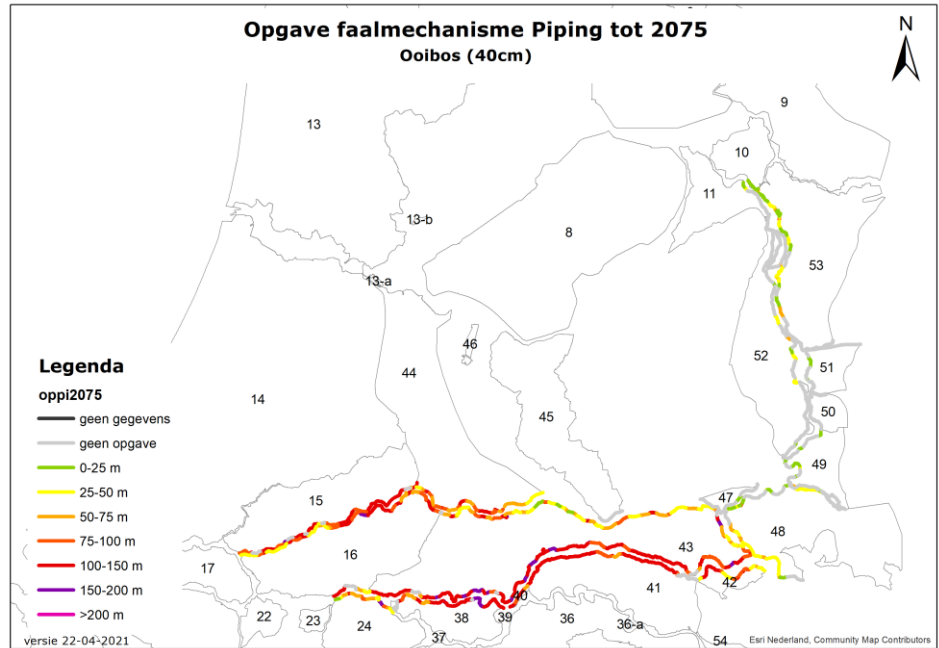 Opgave faalmechanisme Piping tot 2075
Ooibos (40cm)
N
9
13
10
11
13-b
8
53
13-a
46
52
44
51
14
45
50
49
15
47
48
16
43
17
42
41
40
22
23
24
38
39
36
36-a
37
54
Legenda
oppi2075
geen gegevens
geen opgave
0-25 m
25-50 m
50-75 m
75-100 m
100-150 m
150-200 m
>200 m
versie 22-04-2021
Esri Nederland, Community Map Contributors